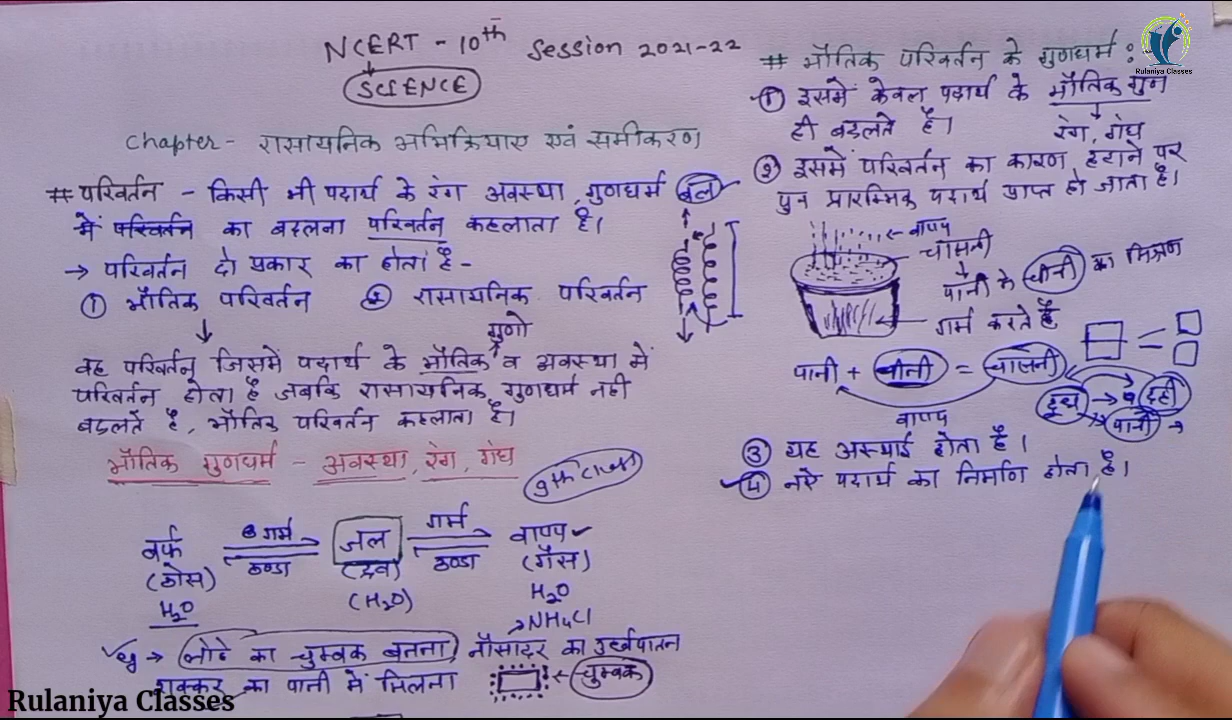 NCERT - 10th Session 2021-22
SCIENCE
Chapter - रासायनिक अभिक्रियाए एवं समीकरण
# परिवर्तन - किसी भी पदार्थ के रंग अवस्था, गुणधर्म बल
में परिवर्तन का बदलना परिवर्तन कहलाता है।
→ परिवर्तन दो प्रकार का होता है -
① भौतिक परिवर्तन ② रासायनिक परिवर्तन
गुणो
वह परिवर्तन जिसमें पदार्थ के भौतिक व अवस्था में
परिवर्तन होता है जबकि रासायनिक गुणधर्म नही
बदलते है, भौतिक परिवर्तन कहलाता है।
भौतिक गुणधर्म - अवस्था, रंग, गंध
9th class
बर्फ गर्म जल गर्म वाष्प
(ठोस) ठण्डा (द्रव) ठण्डा (गैस)
H₂O (H₂O) H₂O
→ NH4Cl
→ लोहे का चुम्बक बनना, नौसादर का उर्ध्वपातन
शक्कर का पानी में मिलना ← चुम्बक
# भौतिक परिवर्तन के गुणधर्म :
① इसमें केवल पदार्थ के भौतिक गुन
ही बदलते है। रंग, गंध
② इसमें परिवर्तन का कारण हटाने पर
पुन प्रारम्भिक पदार्थ प्राप्त हो जाता है।
वाष्प
चासनी
पानी में चीनी का मिश्रण
गर्म करते है
पानी + चीनी = चाशनी
दूध → दही
वाष्प पानी →
③ यह अस्थाई होता है।
④ नये पदार्थ का निर्माण होता है।
Rulaniya Classes
Rulaniya Classes